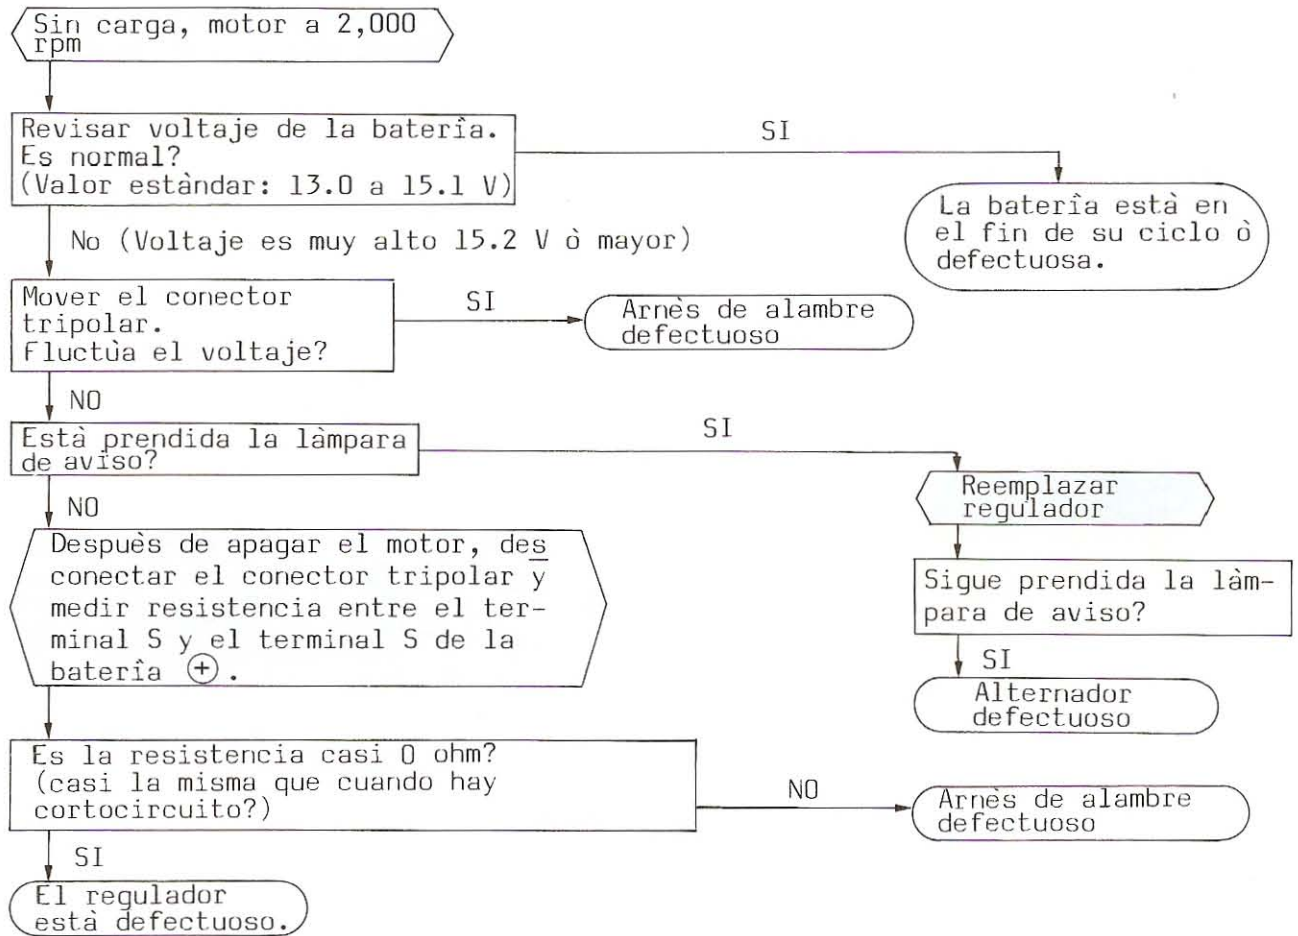 Sin carga, motor a 2,000
rpm
Revisar voltaje de la baterîa.
Es normal?
(Valor estàndar: 13.0 a 15.1 V)
SI
La baterîa està en
el fin de su ciclo ò
defectuosa.
No (Voltaje es muy alto 15.2 V ò mayor)
Mover el conector
tripolar.
Fluctùa el voltaje?
SI
Arnès de alambre
defectuoso
NO
Està prendida la làmpara
de aviso?
SI
Reemplazar
regulador
NO
Despuès de apagar el motor, des
conectar el conector tripolar y
medir resistencia entre el ter-
minal S y el terminal S de la
baterîa ⊕.
Sigue prendida la làm-
para de aviso?
SI
Alternador
defectuoso
Es la resistencia casi 0 ohm?
(casi la misma que cuando hay
cortocircuito?)
NO
Arnès de alambre
defectuoso
SI
El regulador
està defectuoso.